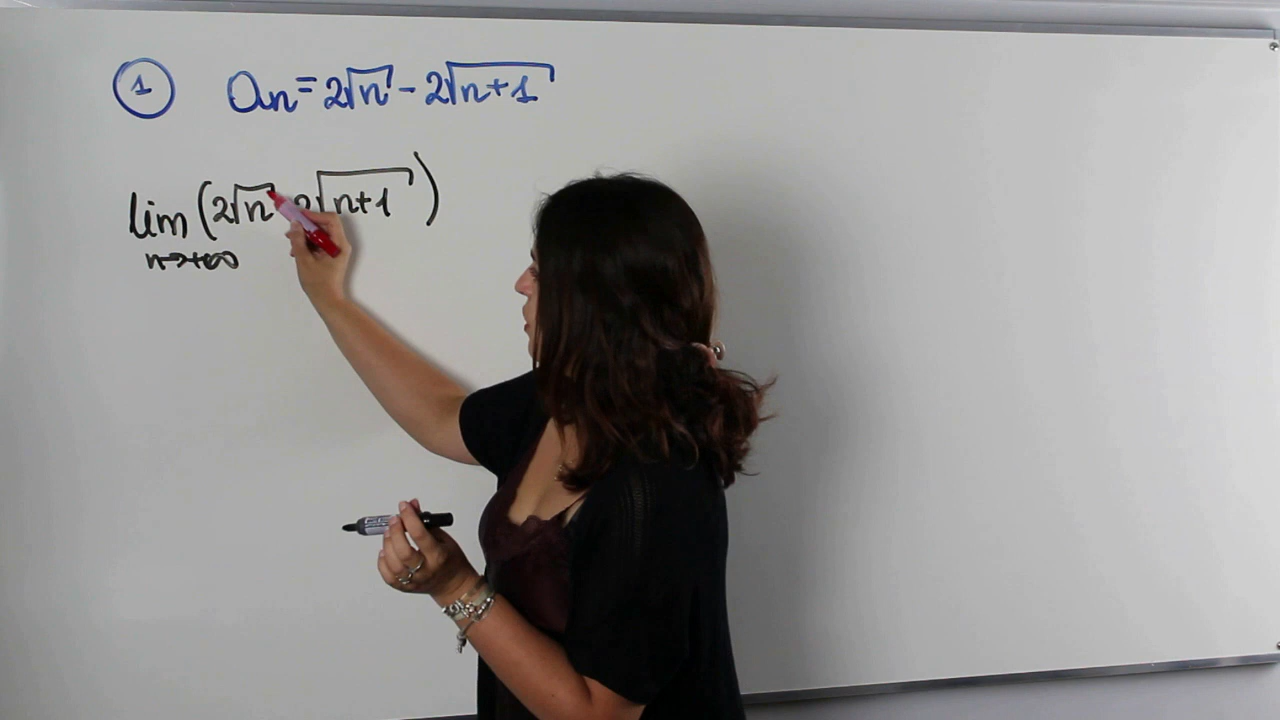 ① an = 2√n - 2√n+1
lim (2√n 2√n+1)
n→+∞